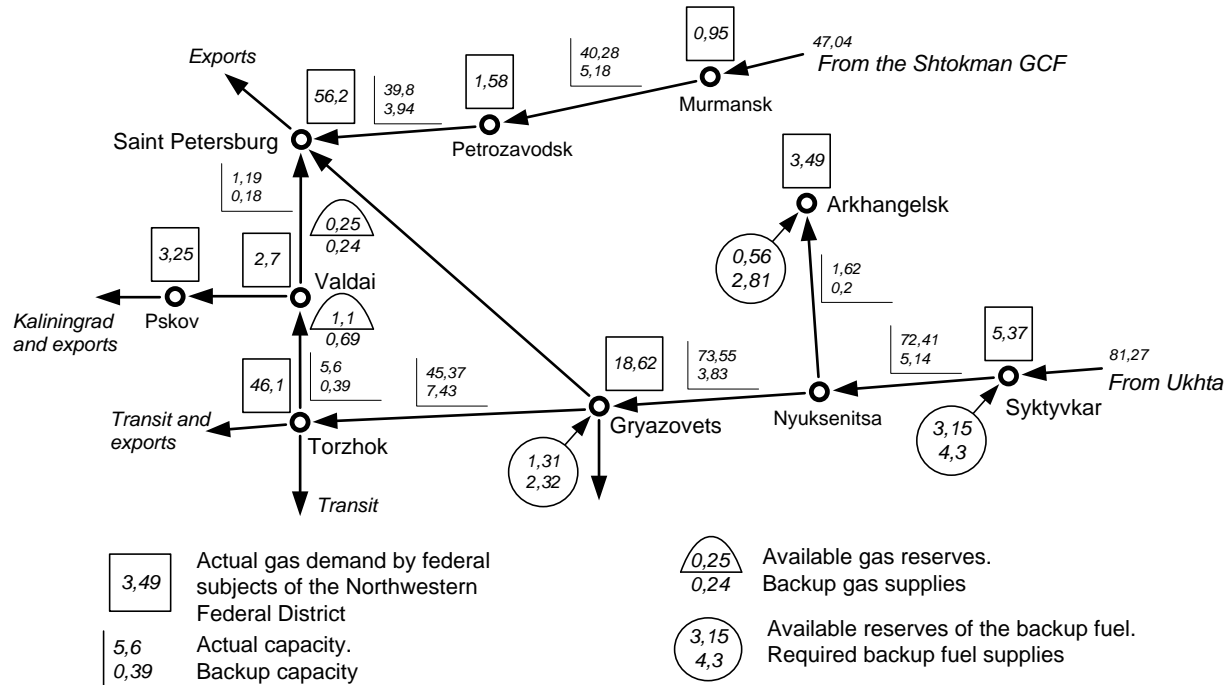 0,95
47,04
From the Shtokman GCF
40,28
5,18
Murmansk
Exports
56,2
39,8
3,94
1,58
Saint Petersburg
Petrozavodsk
3,49
Arkhangelsk
1,19
0,18
0,25
0,24
0,56
2,81
3,25
2,7
Valdai
1,62
0,2
Kaliningrad
and exports
Pskov
1,1
0,69
72,41
5,14
5,37
81,27
From Ukhta
46,1
5,6
0,39
45,37
7,43
18,62
73,55
3,83
Transit and
exports
Torzhok
Gryazovets
Nyuksenitsa
Syktyvkar
3,15
4,3
1,31
2,32
Transit
3,49
Actual gas demand by federal
subjects of the Northwestern
Federal District
5,6
0,39
Actual capacity.
Backup capacity
0,25
0,24
Available gas reserves.
Backup gas supplies
3,15
4,3
Available reserves of the backup fuel.
Required backup fuel supplies